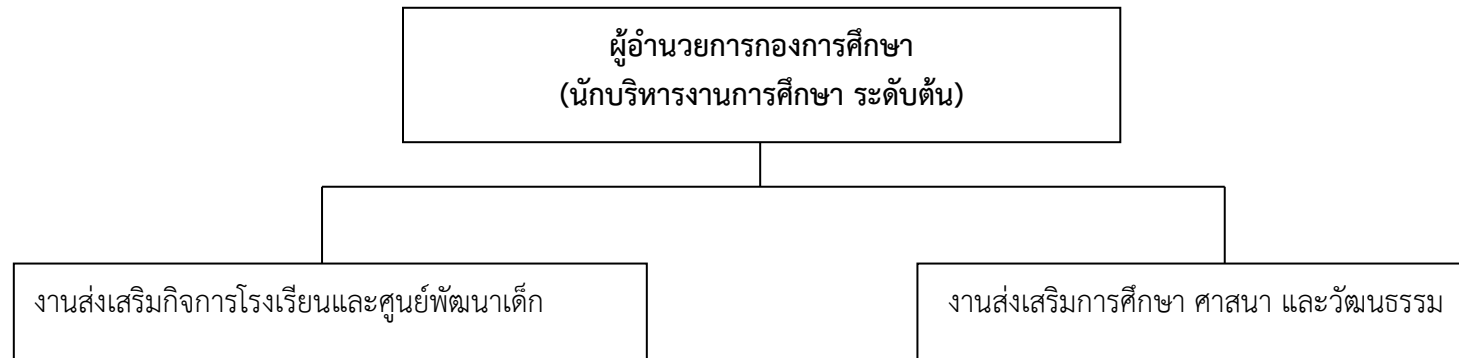 ผู้อำนวยการกองการศึกษา
(นักบริหารงานการศึกษา ระดับต้น)
งานส่งเสริมกิจการโรงเรียนและศูนย์พัฒนาเด็ก
งานส่งเสริมการศึกษา ศาสนา และวัฒนธรรม